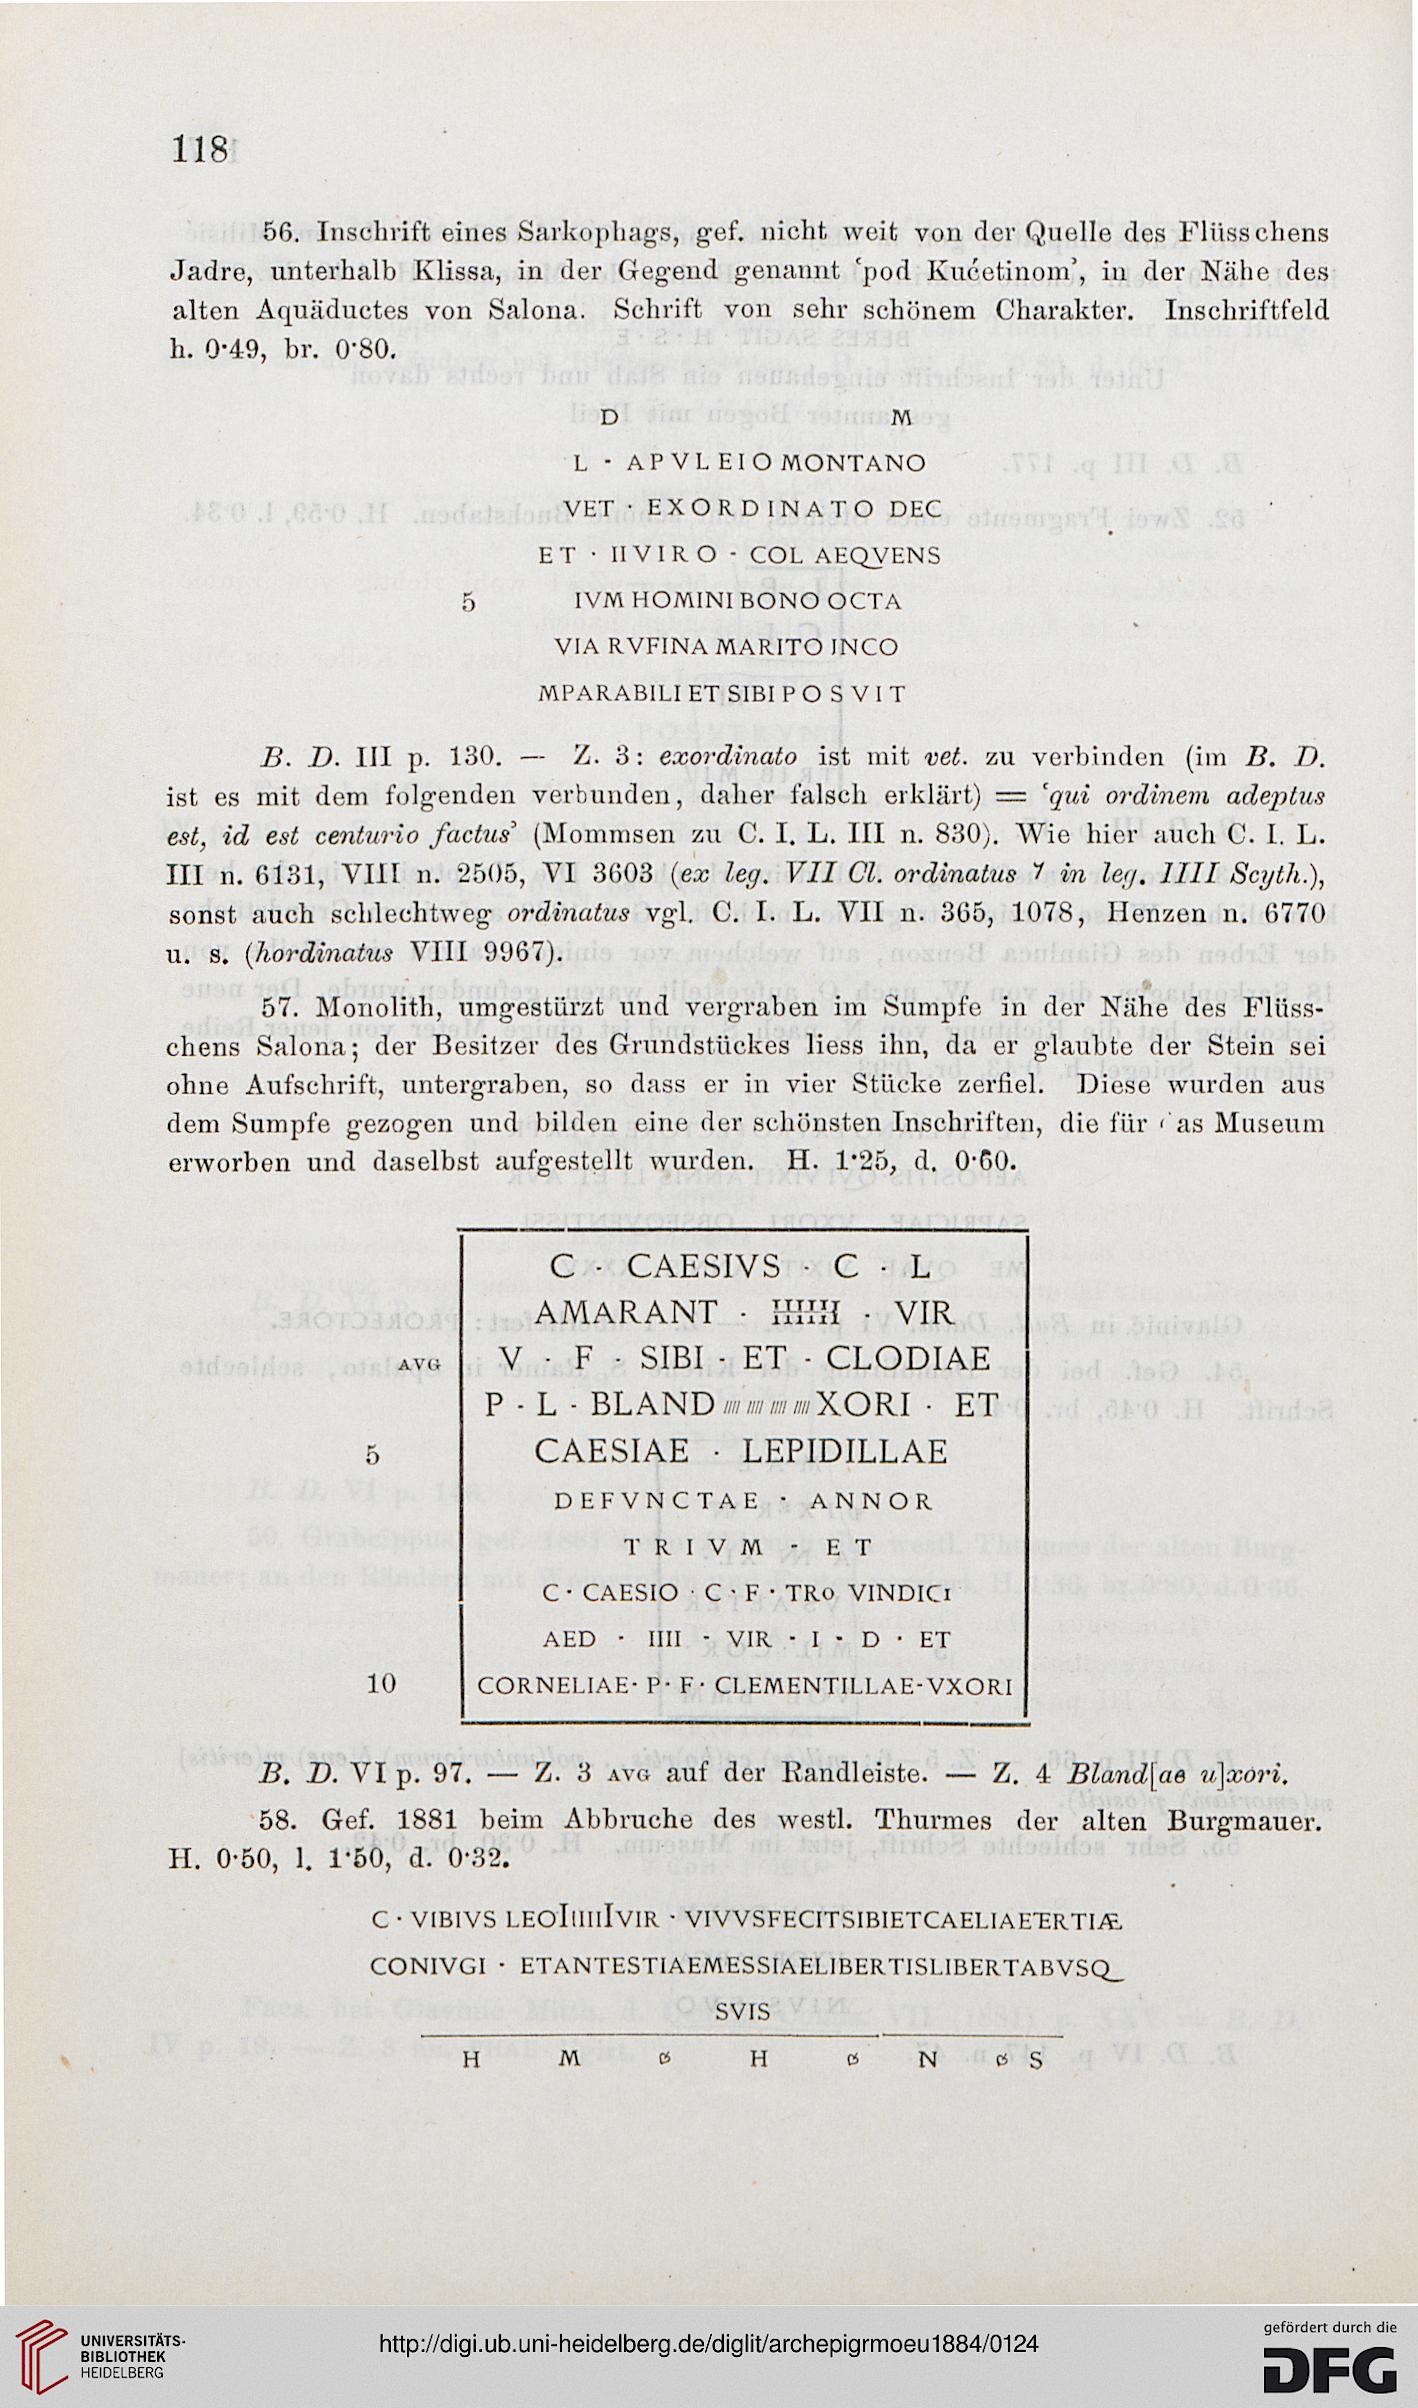 118
56. Inschrift eines Sarkophags, gef. nicht weit von der Quelle des Flüsschens
Jadre, unterhalb Klissa, in der Gegend genannt 'pod Kućetinom', in der Nähe des
alten Aquäductes von Salona. Schrift von sehr schönem Charakter. Inschriftfeld
h. 0·49, br. 0·80.
D M
L · APVLEIO MONTANO
VET · EXORDINATO DEC
ET · IIVIRO · COL AEQVENS
5 IVM HOMINI BONO OCTA
VIA RVFINA MARITO INCO
MPARABILI ET SIBI POSVIT
B. D. III p. 130. — Z. 3: exordinato ist mit vet. zu verbinden (im B. D.
ist es mit dem folgenden verbunden, daher falsch erklärt) = 'qui ordinem adeptus
est, id est centurio factus' (Mommsen zu C. I. L. III n. 830). Wie hier auch C. I. L.
III n. 6131, VIII n. 2505, VI 3603 (ex leg. VII Cl. ordinatus in leg. IIII Scyth.),
sonst auch schlechtweg ordinatus vgl. C. I. L. VII n. 365, 1078, Henzen n. 6770
u. s. (hordinatus VIII 9967).
57. Monolith, umgestürzt und vergraben im Sumpfe in der Nähe des Flüss-
chens Salona; der Besitzer des Grundstückes liess ihn, da er glaubte der Stein sei
ohne Aufschrift, untergraben, so dass er in vier Stücke zerfiel. Diese wurden aus
dem Sumpfe gezogen und bilden eine der schönsten Inschriften, die für as Museum
erworben und daselbst aufgestellt wurden. H. 1·25, d. 0·60.
C · CAESIVS · C · L
AMARANT · IIIIII · VIR
AVG V · F · SIBI · ET · CLODIAE
P · L · BLAND //// //// //// //// XORI · ET
5 CAESIAE · LEPIDILLAE
DEFVNCTAE · ANNOR
TRIVM · ET
C · CAESIO · C · F · TRO VINDICI
AED · IIII · VIR · I · D · ET
10 CORNELIAE · P · F · CLEMENTILLAE · VXORI
B. D. VI p. 97. — Z. 3 AVG auf der Randleiste. — Z. 4 Bland[ae u]xori.
58. Gef. 1881 beim Abbruche des westl. Thurmes der alten Burgmauer.
H. 0·50, l. 1·50, d. 0·32.
C · VIBIVS LEOIIIIIIVIR · VIVVSFECITSIBIETCAELIAETERTIÆ
CONIVGI · ETANTESTIAEMESSIAELIBERTISLIBERTABVSQ
SVIS
H M H N S
UNIVERSITÄTS-
BIBLIOTHEK
HEIDELBERG
http://digi.ub.uni-heidelberg.de/diglit/archepigrmoeu1884/0124
gefördert durch die
DFG